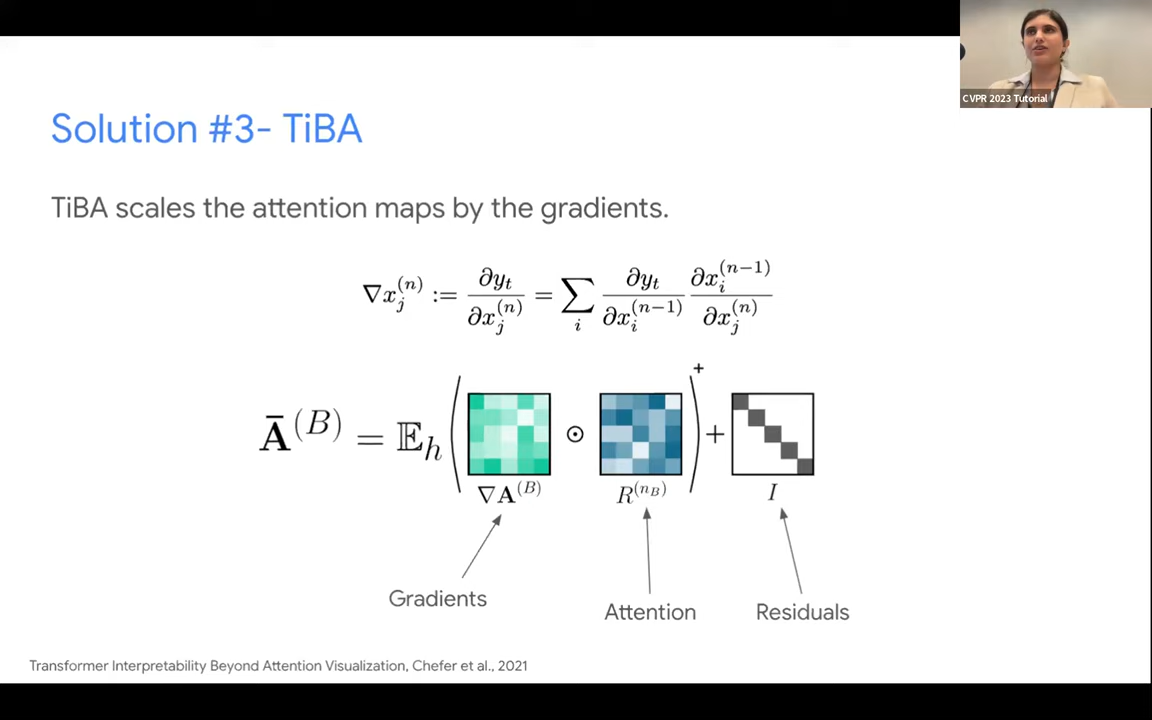 CVPR 2023 Tutorial
Solution #3- TiBA
TiBA scales the attention maps by the gradients.
∇x_j^{(n)} := ∂y_t/∂x_j^{(n)} = ∑_i ∂y_t/∂x_i^{(n−1)} ∂x_i^{(n−1)}/∂x_j^{(n)}
Ā^{(B)} = 𝔼_h ( ⊙ )^+ +
∇A^{(B)} R^{(n_B)} I
Gradients Attention Residuals
Transformer Interpretability Beyond Attention Visualization, Chefer et al., 2021